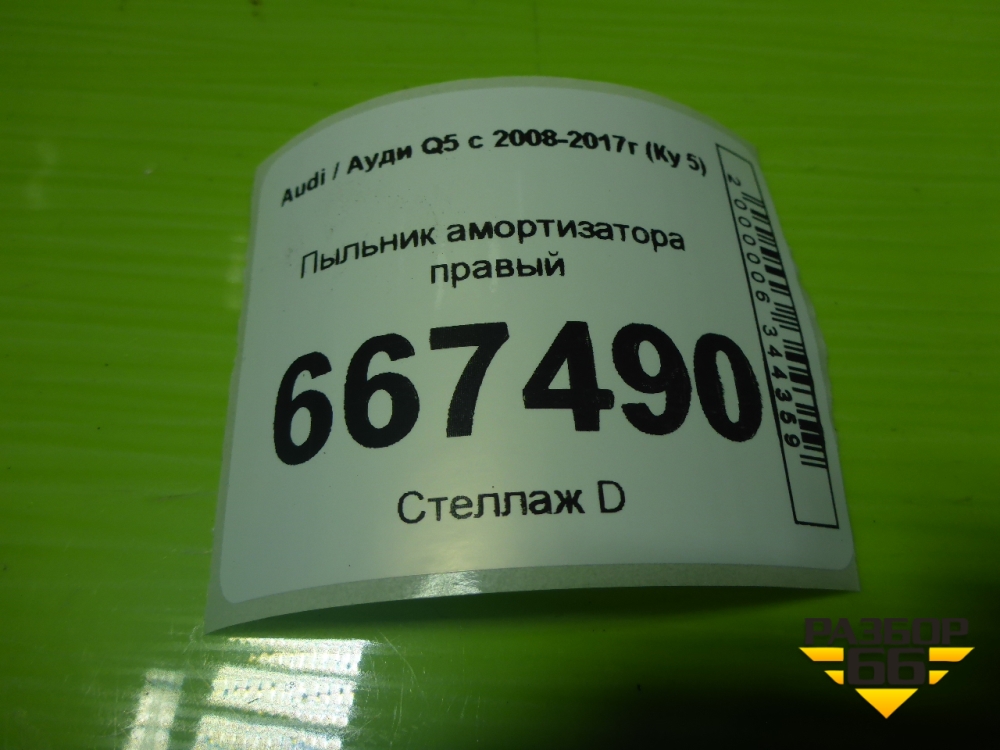 Audi / Ауди Q5 с 2008-2017г (Ку 5)
Пыльник амортизатора
правый
667490
Стеллаж D
2000006344359
РАЗБОР
66